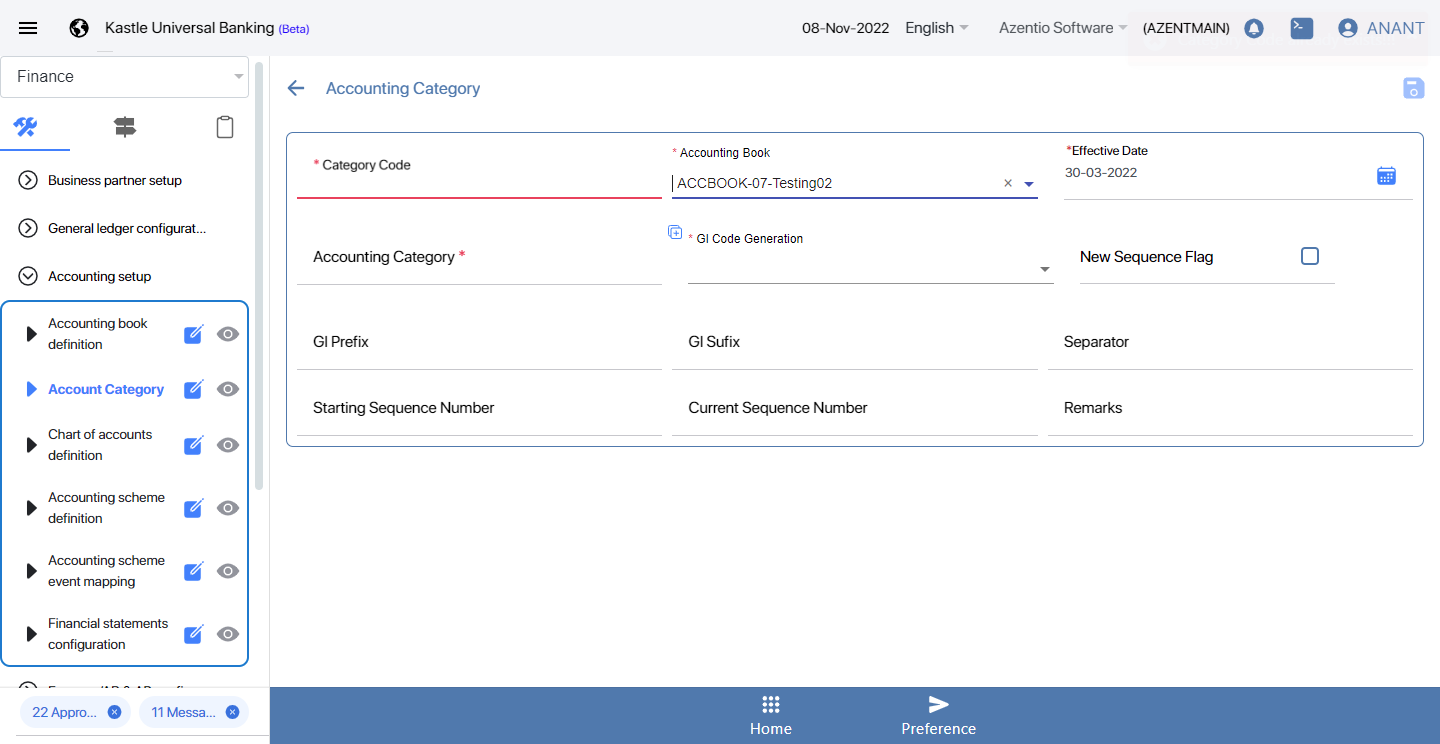 Kastle Universal Banking (Beta)
08-Nov-2022 English Azentio Software (AZENTMAIN) ANANT
Finance
Accounting Category
Business partner setup
General ledger configurat...
Accounting setup
Accounting book
definition
Account Category
Chart of accounts
definition
Accounting scheme
definition
Accounting scheme
event mapping
Financial statements
configuration
22 Appro...
11 Messa...
* Category Code
* Accounting Book
ACCBOOK-07-Testing02
*Effective Date
30-03-2022
Accounting Category *
* GI Code Generation
New Sequence Flag
GI Prefix
GI Sufix
Separator
Starting Sequence Number
Current Sequence Number
Remarks
Home
Preference